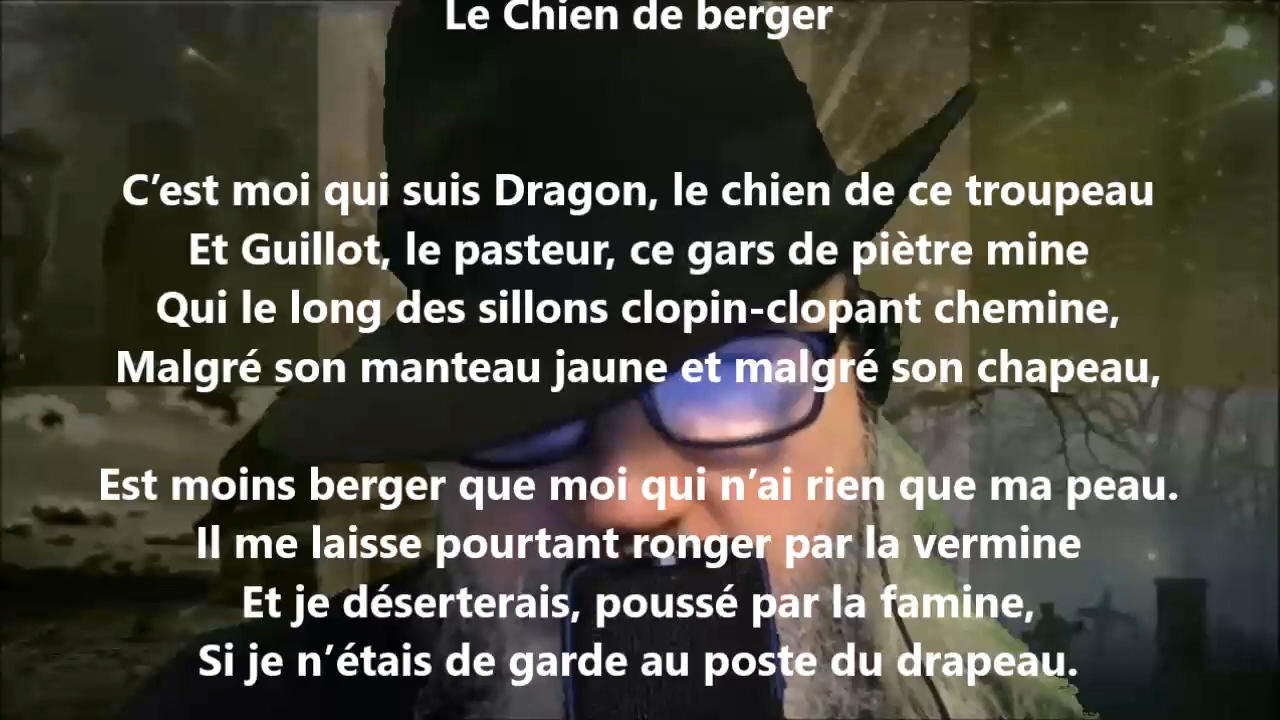 Le Chien de berger
C’est moi qui suis Dragon, le chien de ce troupeau
Et Guillot, le pasteur, ce gars de piètre mine
Qui le long des sillons clopin-clopant chemine,
Malgré son manteau jaune et malgré son chapeau,
Est moins berger que moi qui n’ai rien que ma peau.
Il me laisse pourtant ronger par la vermine
Et je déserterais, poussé par la famine,
Si je n’étais de garde au poste du drapeau.